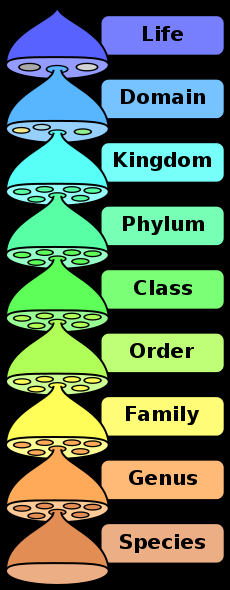 Life
Domain
Kingdom
Phylum
Class
Order
Family
Genus
Species